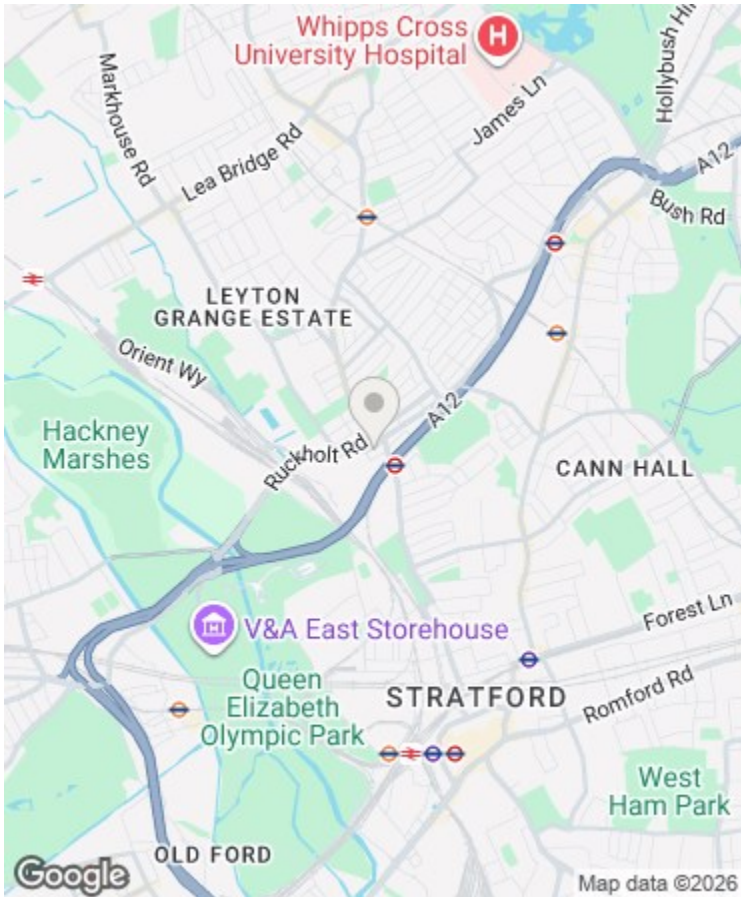 Whipps Cross
University Hospital
H
Hollybush Hil
Markhouse Rd
James Ln
Lea Bridge Rd
A12
Bush Rd
LEYTON
GRANGE ESTATE
Orient Wy
A12
Hackney
Marshes
Ruckholt Rd
CANN HALL
Forest Ln
V&A East Storehouse
Queen
Elizabeth
Olympic Park
STRATFORD
Romford Rd
West
Ham Park
OLD FORD
Google
Map data ©2026